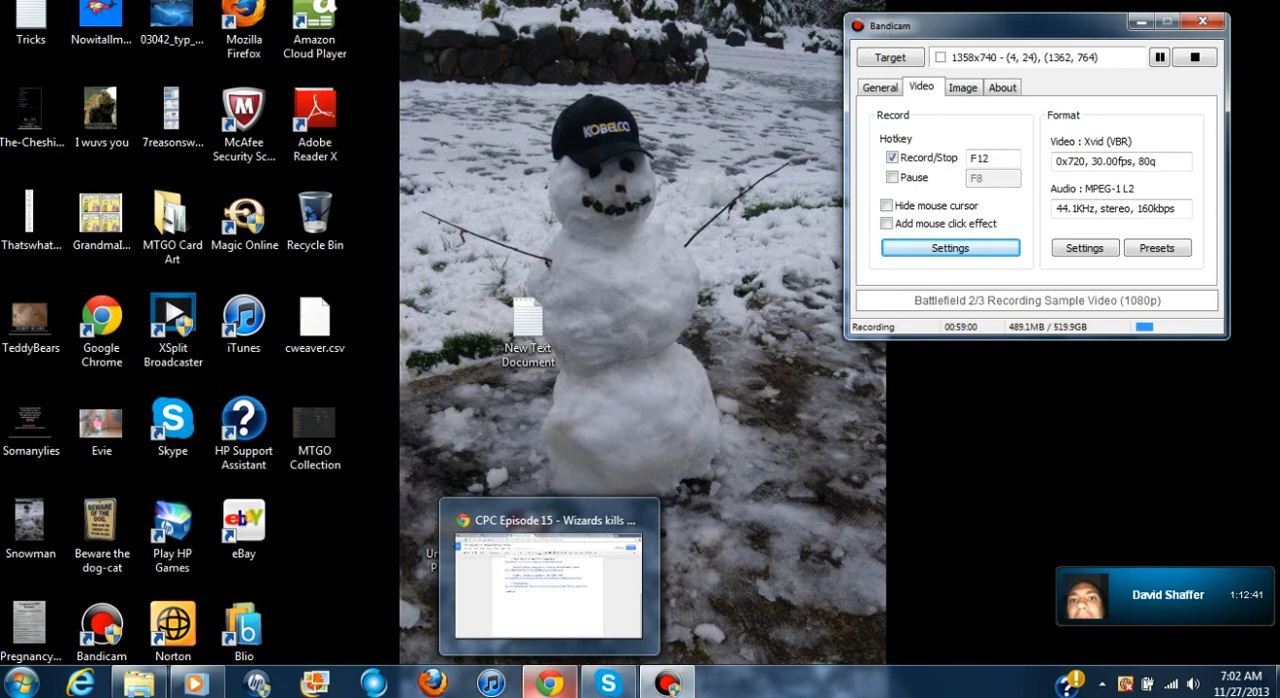 Tricks
Nowitallm...
03042_typ_...
Mozilla
Firefox
Amazon
Cloud Player
The-Cheshi...
I wuvs you
7reasonsw...
McAfee
Security Sc...
Adobe
Reader X
Thatswhat...
Grandmal...
MTGO Card
Art
Magic Online
Recycle Bin
TeddyBears
Google
Chrome
XSplit
Broadcaster
iTunes
cweaver.csv
Somanylies
Evie
Skype
HP Support
Assistant
MTGO
Collection
Snowman
BEWARE
OF THE
DOG
Beware the
dog-cat
Play HP
Games
eBay
Pregnancy...
Bandicam
Norton
Blio
KOBELCO
New Text
Document
CPC Episode 15 - Wizards kills ...
Bandicam
Target
1358x740 - (4, 24), (1362, 764)
General
Video
Image
About
Record
Hotkey
Record/Stop
F12
Pause
F8
Hide mouse cursor
Add mouse click effect
Settings
Format
Video : Xvid (VBR)
0x720, 30.00fps, 80q
Audio : MPEG-1 L2
44.1KHz, stereo, 160kbps
Settings
Presets
Battlefield 2/3 Recording Sample Video (1080p)
Recording
00:59:00
489.1MB / 519.9GB
David Shaffer
1:12:41
7:02 AM
11/27/2013